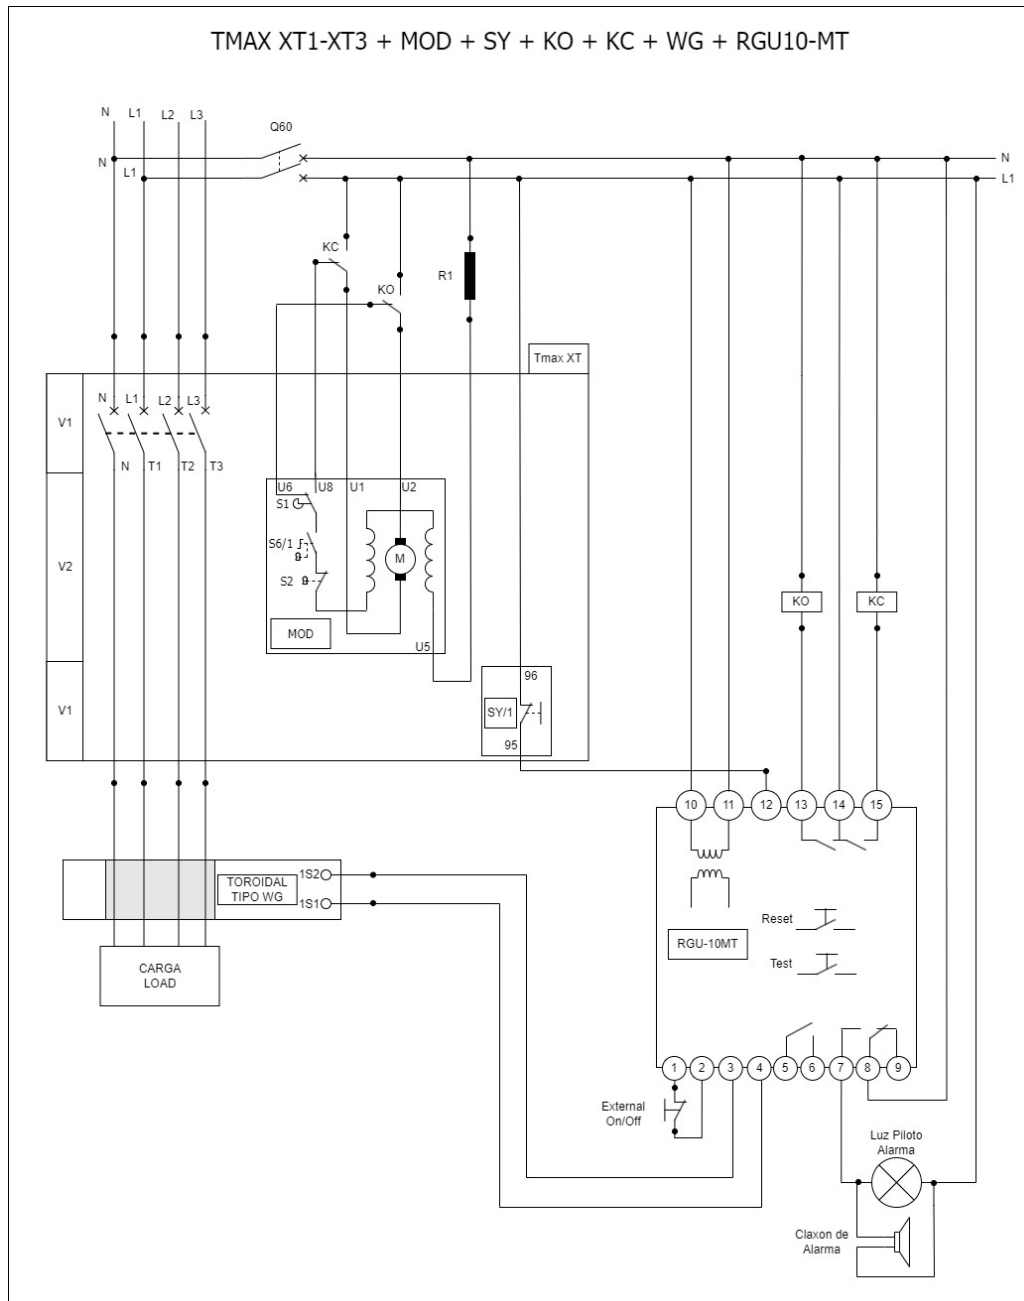 TMAX XT1-XT3 + MOD + SY + KO + KC + WG + RGU10-MT
N L1 L2 L3
Q60
N
N
L1
L1
KC
R1
KO
Tmax XT
V1
N L1 L2 L3
N T1 T2 T3
U6 U8 U1 U2
S1
S6/1
V2
M
S2
KO
KC
MOD
U5
96
V1
SY/1
95
10 11 12 13 14 15
TOROIDAL
TIPO WG
1S2
1S1
Reset
RGU-10MT
Test
CARGA
LOAD
1 2 3 4 5 6 7 8 9
External
On/Off
Luz Piloto
Alarma
Claxon de
Alarma